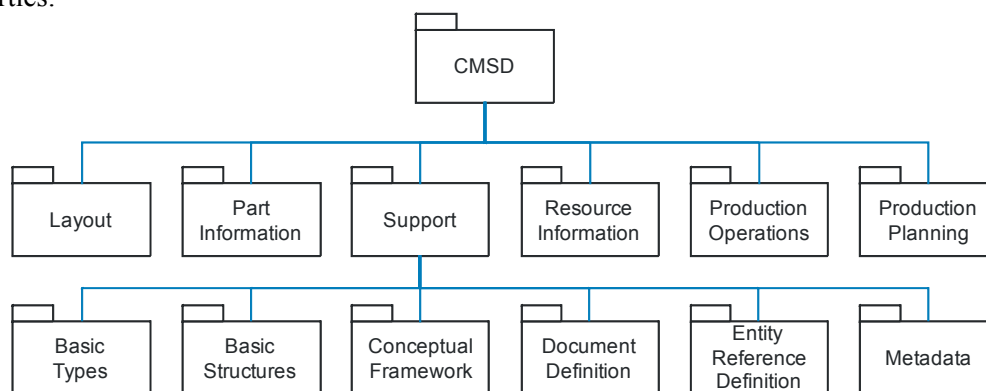 rties.
CMSD
Layout
Part
Information
Support
Resource
Information
Production
Operations
Production
Planning
Basic
Types
Basic
Structures
Conceptual
Framework
Document
Definition
Entity
Reference
Definition
Metadata